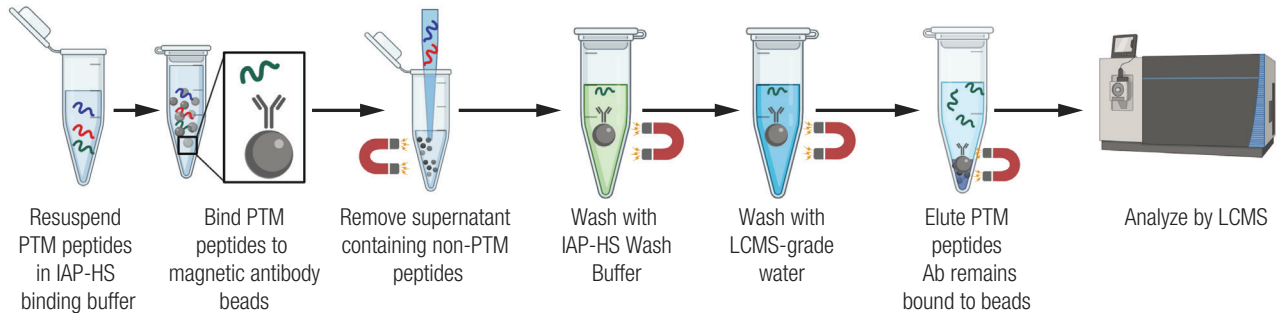 Resuspend
PTM peptides
in IAP-HS
binding buffer
Bind PTM
peptides to
magnetic antibody
beads
Remove supernatant
containing non-PTM
peptides
Wash with
IAP-HS Wash
Buffer
Wash with
LCMS-grade
water
Elute PTM
peptides
Ab remains
bound to beads
Analyze by LCMS